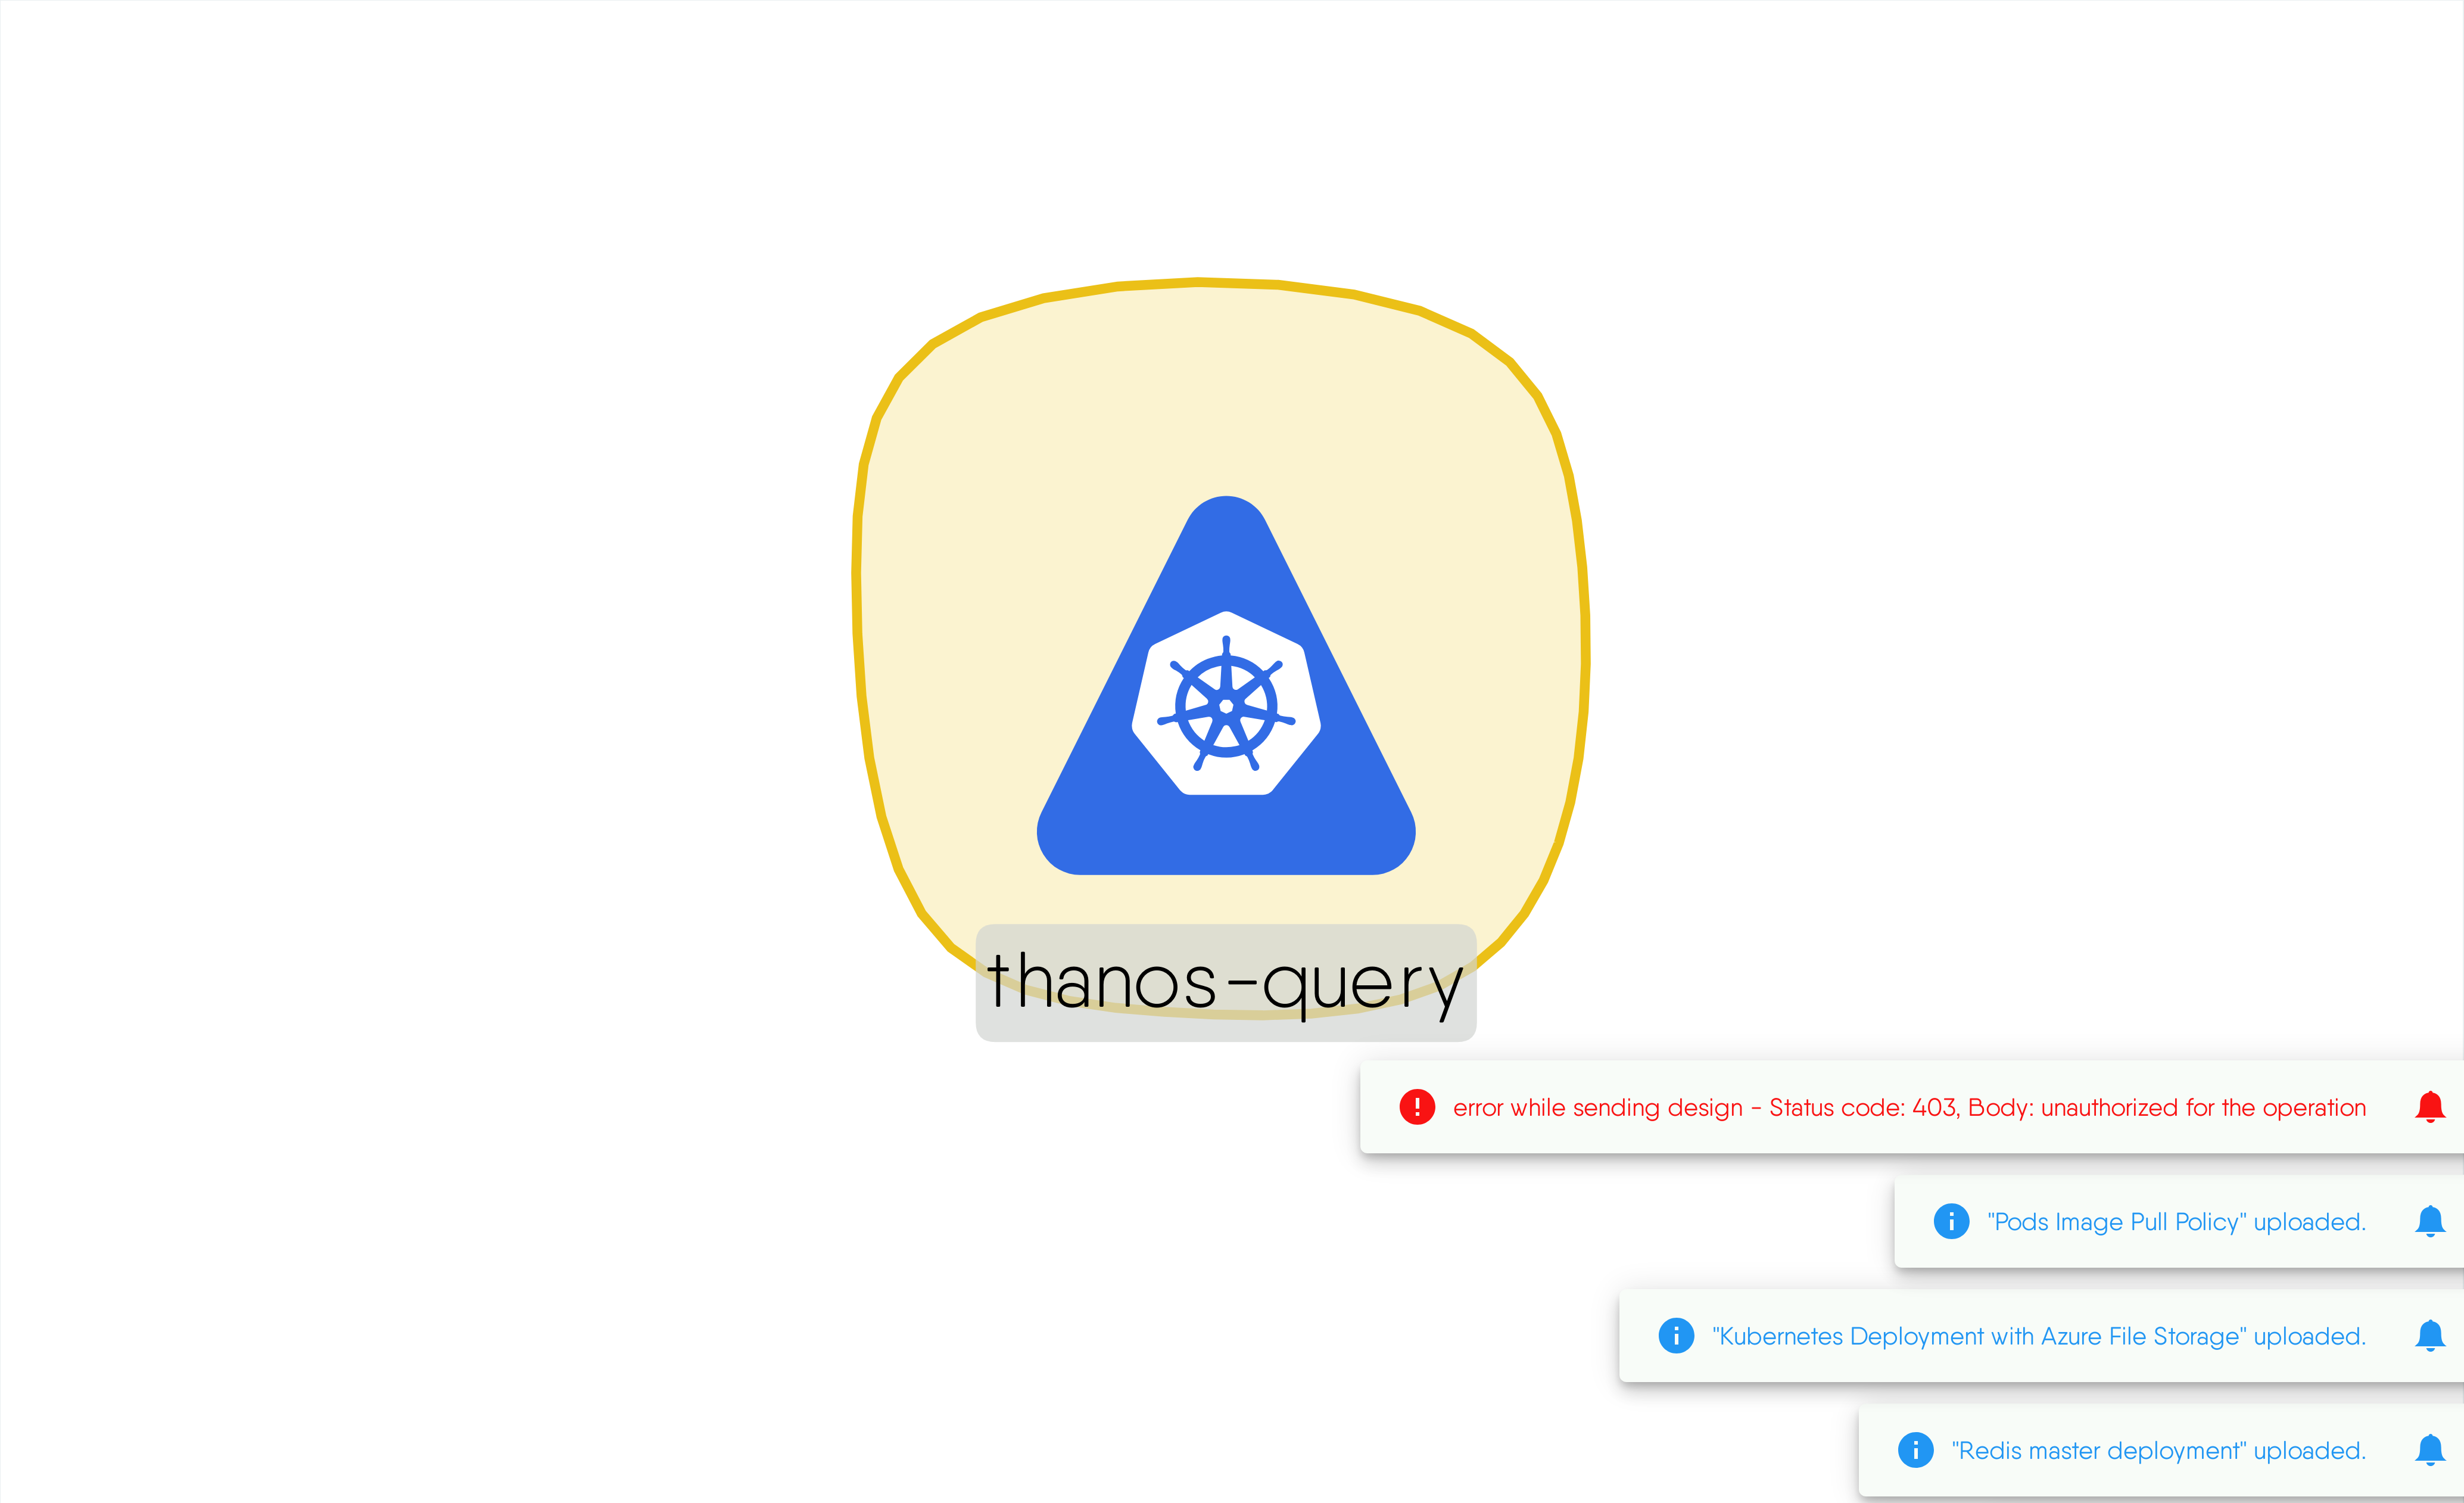 thanos-query
error while sending design - Status code: 403, Body: unauthorized for the operation
"Pods Image Pull Policy" uploaded.
"Kubernetes Deployment with Azure File Storage" uploaded.
"Redis master deployment" uploaded.